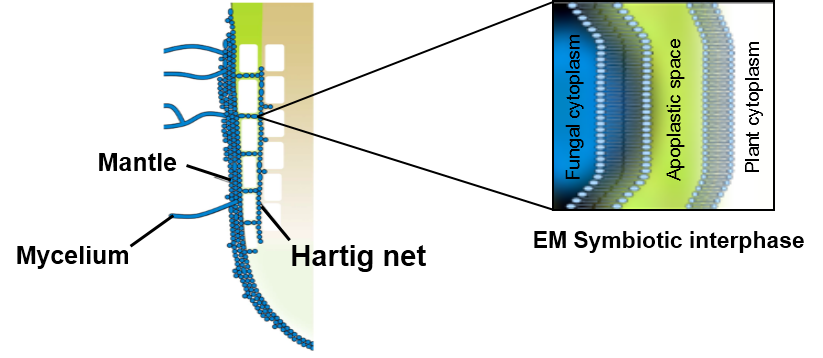 Mantle
Mycelium
Hartig net
Fungal cytoplasm
Apoplastic space
Plant cytoplasm
EM Symbiotic interphase